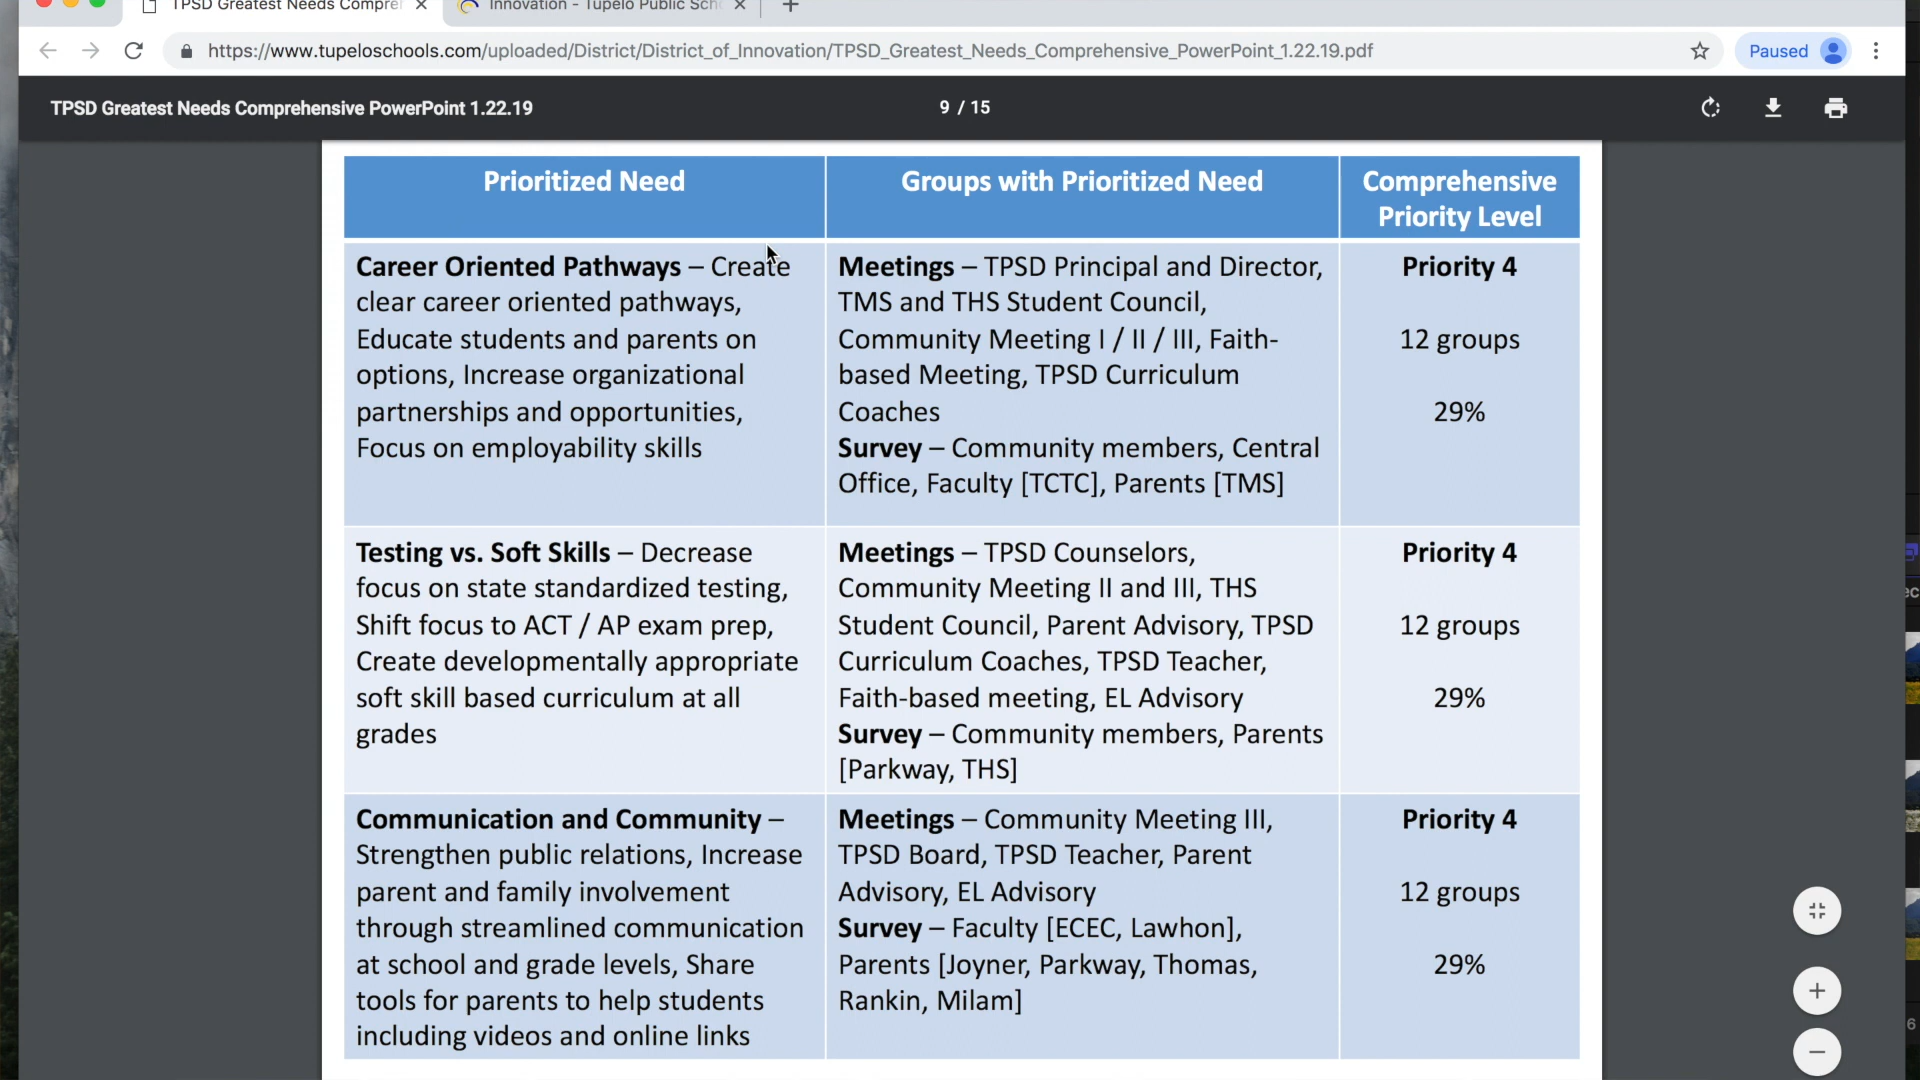 TPSD Greatest Needs Compre
Innovation - Tupelo Public Sch
https://www.tupeloschools.com/uploaded/District/District_of_Innovation/TPSD_Greatest_Needs_Comprehensive_PowerPoint_1.22.19.pdf
Paused
TPSD Greatest Needs Comprehensive PowerPoint 1.22.19
9 / 15
Prioritized Need
Groups with Prioritized Need
Comprehensive
Priority Level
Career Oriented Pathways – Create
clear career oriented pathways,
Educate students and parents on
options, Increase organizational
partnerships and opportunities,
Focus on employability skills
Meetings – TPSD Principal and Director,
TMS and THS Student Council,
Community Meeting I / II / III, Faith-
based Meeting, TPSD Curriculum
Coaches
Survey – Community members, Central
Office, Faculty [TCTC], Parents [TMS]
Priority 4
12 groups
29%
Testing vs. Soft Skills – Decrease
focus on state standardized testing,
Shift focus to ACT / AP exam prep,
Create developmentally appropriate
soft skill based curriculum at all
grades
Meetings – TPSD Counselors,
Community Meeting II and III, THS
Student Council, Parent Advisory, TPSD
Curriculum Coaches, TPSD Teacher,
Faith-based meeting, EL Advisory
Survey – Community members, Parents
[Parkway, THS]
Priority 4
12 groups
29%
Communication and Community –
Strengthen public relations, Increase
parent and family involvement
through streamlined communication
at school and grade levels, Share
tools for parents to help students
including videos and online links
Meetings – Community Meeting III,
TPSD Board, TPSD Teacher, Parent
Advisory, EL Advisory
Survey – Faculty [ECEC, Lawhon],
Parents [Joyner, Parkway, Thomas,
Rankin, Milam]
Priority 4
12 groups
29%